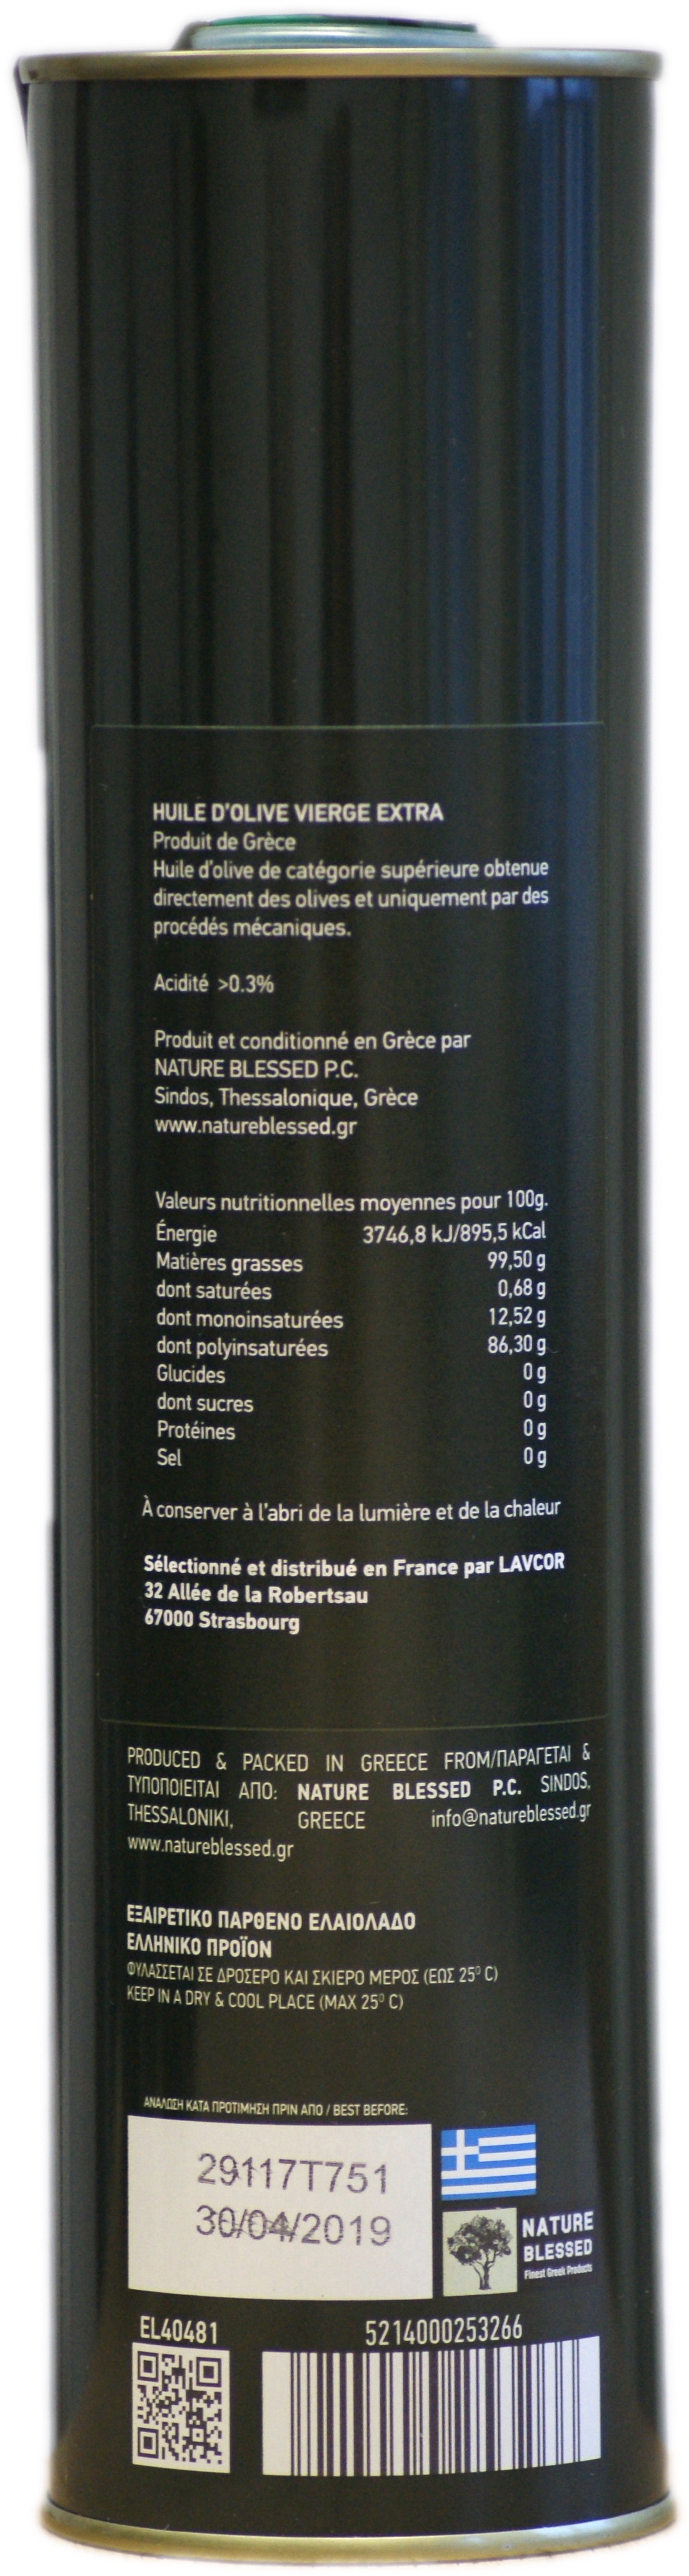 HUILE D'OLIVE VIERGE EXTRA
Produit de Grèce
Huile d'olive de catégorie supérieure obtenue
directement des olives et uniquement par des
procédés mécaniques.
Acidité >0.3%
Produit et conditionné en Grèce par
NATURE BLESSED P.C.
Sindos, Thessalonique, Grèce
www.natureblessed.gr
Valeurs nutritionnelles moyennes pour 100g.
Énergie 3746,8 kJ/895,5 kCal
Matières grasses 99,50 g
dont saturées 0,68 g
dont monoinsaturées 12,52 g
dont polyinsaturées 86,30 g
Glucides 0 g
dont sucres 0 g
Protéines 0 g
Sel 0 g
À conserver à l'abri de la lumière et de la chaleur
Sélectionné et distribué en France par LAVCOR
32 Allée de la Robertsau
67000 Strasbourg
PRODUCED & PACKED IN GREECE FROM/ΠΑΡΑΓΕΤΑΙ &
ΤΥΠΟΠΟΙΕΙΤΑΙ ΑΠΟ: NATURE BLESSED P.C. SINDOS,
THESSALONIKI, GREECE info@natureblessed.gr
www.natureblessed.gr
ΕΞΑΙΡΕΤΙΚΟ ΠΑΡΘΕΝΟ ΕΛΑΙΟΛΑΔΟ
ΕΛΛΗΝΙΚΟ ΠΡΟΪΟΝ
ΦΥΛΑΣΣΕΤΑΙ ΣΕ ΔΡΟΣΕΡΟ ΚΑΙ ΣΚΙΕΡΟ ΜΕΡΟΣ (ΕΩΣ 25º C)
KEEP IN A DRY & COOL PLACE (MAX 25º C)
ΑΝΑΛΩΣΗ ΚΑΤΑ ΠΡΟΤΙΜΗΣΗ ΠΡΙΝ ΑΠΟ / BEST BEFORE:
29117T751
30/04/2019
NATURE
BLESSED
Finest Greek Products
EL40481 5214000253266